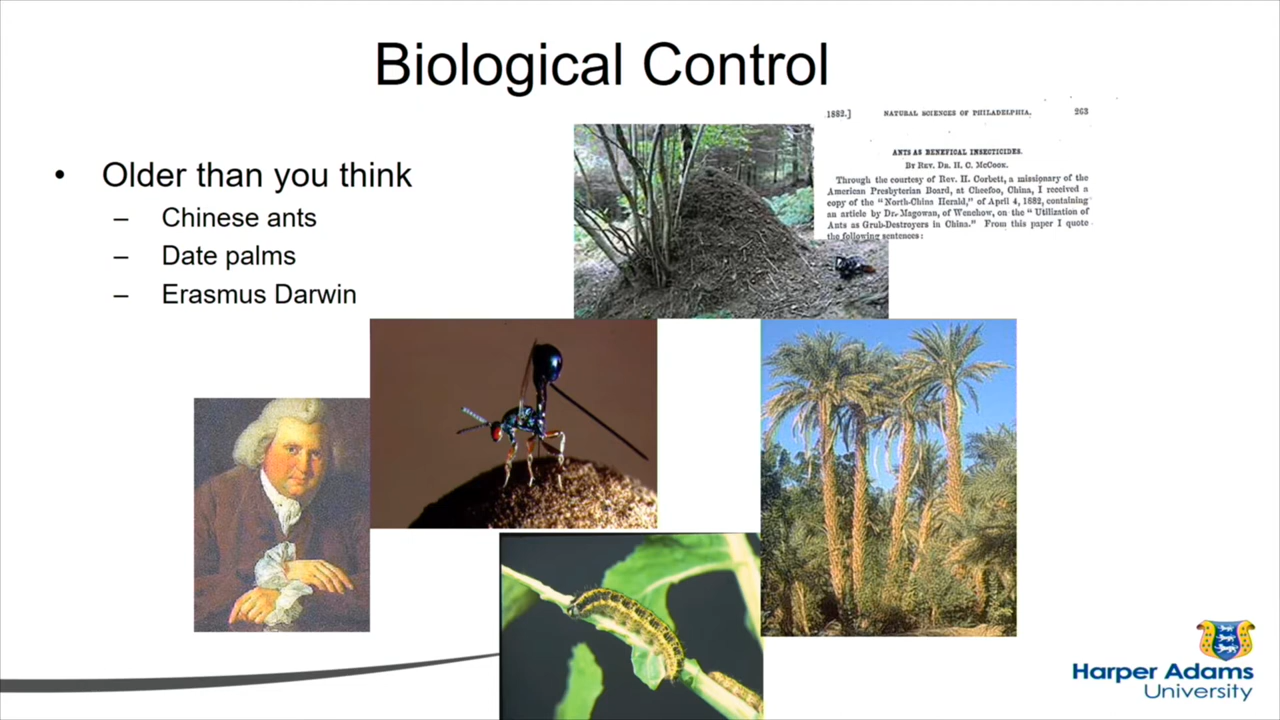 Biological Control
• Older than you think
– Chinese ants
– Date palms
– Erasmus Darwin
1882.] NATURAL SCIENCES OF PHILADELPHIA. 263
ANTS AS BENEFICAL INSECTICIDES.
BY REV. DR. H. C. MCCOOK.
Through the courtesy of Rev. H. Corbett, a missionary of the
American Presbyterian Board, at Cheefoo, China, I received a
copy of the "North-China Herald," of April 4, 1882, containing
an article by Dr. Magowan, of Wenchow, on the "Utilization of
Ants as Grub-Destroyers in China." From this paper I quote
the following sentences:
Harper Adams
University